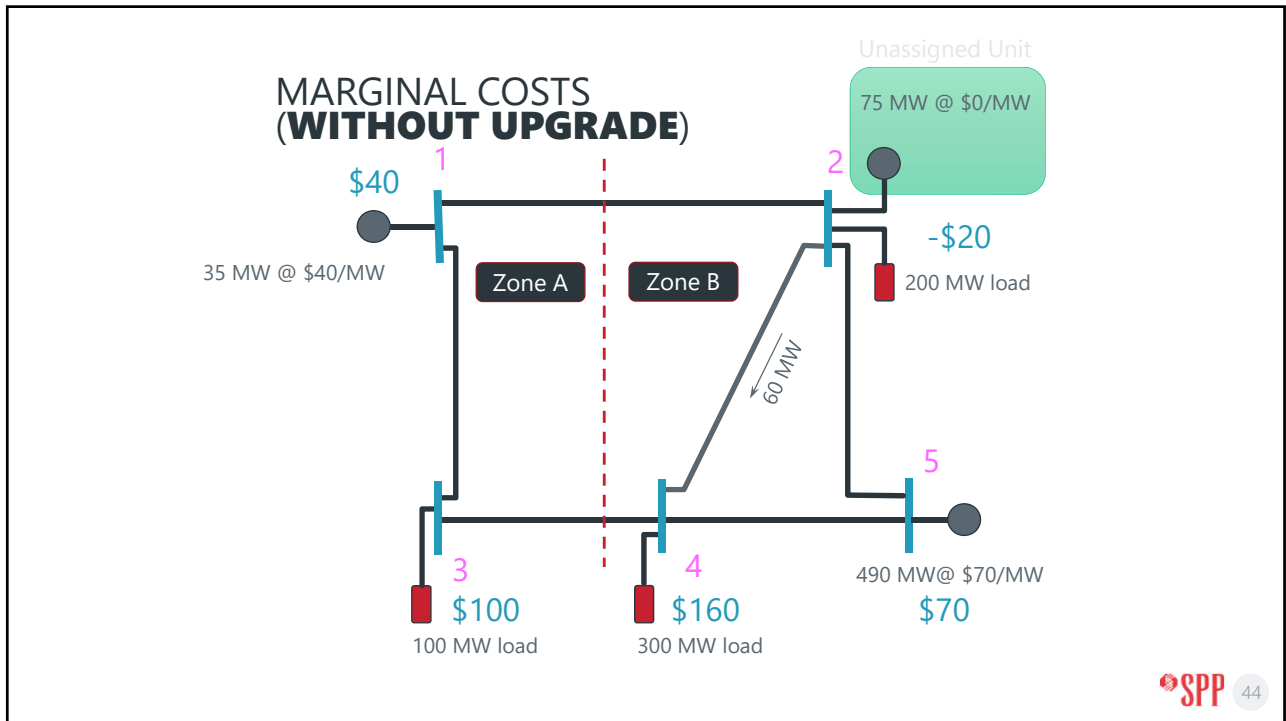 Unassigned Unit
75 MW @ $0/MW
MARGINAL COSTS
(WITHOUT UPGRADE)
1
2
$40
-$20
35 MW @ $40/MW
Zone A
Zone B
200 MW load
60 MW
5
3
4
490 MW@ $70/MW
$100
$160
$70
100 MW load
300 MW load
SPP
44